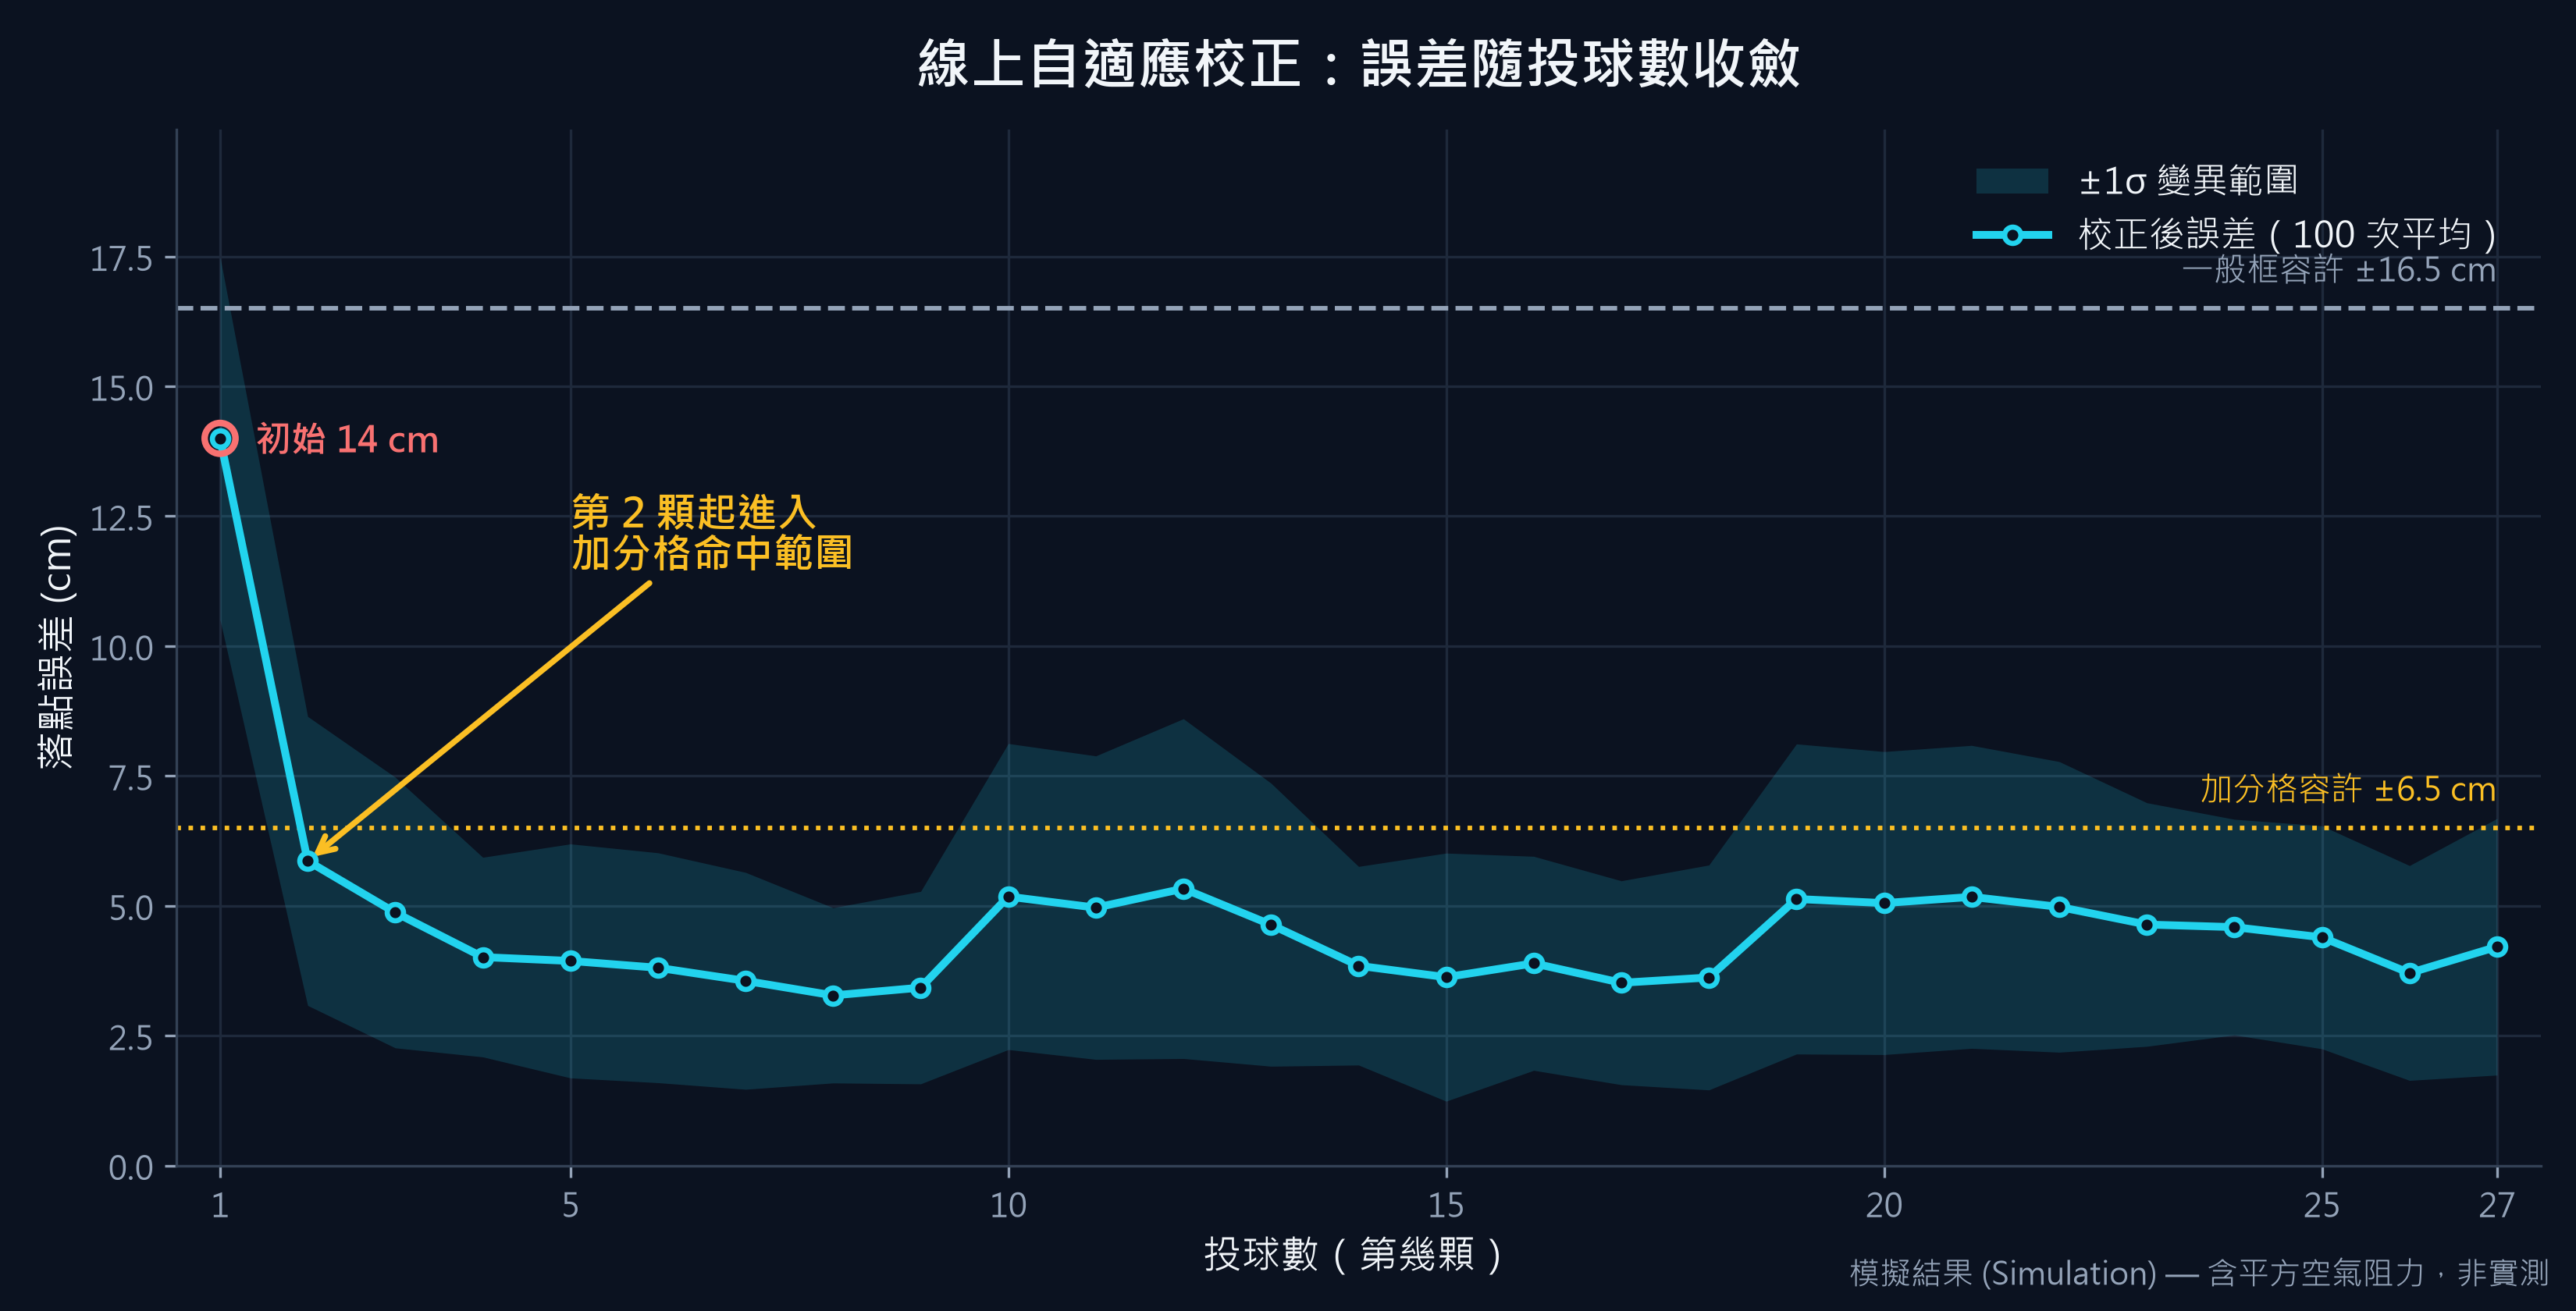 線上自適應校正：誤差隨投球數收斂
±1σ 變異範圍
校正後誤差（100 次平均）
一般框容許 ±16.5 cm
17.5
15.0
初始 14 cm
第 2 顆起進入
加分格命中範圍
12.5
10.0
落點誤差 (cm)
7.5
加分格容許 ±6.5 cm
5.0
2.5
0.0
1 5 10 15 20 25 27
投球數（第幾顆）
模擬結果 (Simulation) — 含平方空氣阻力，非實測